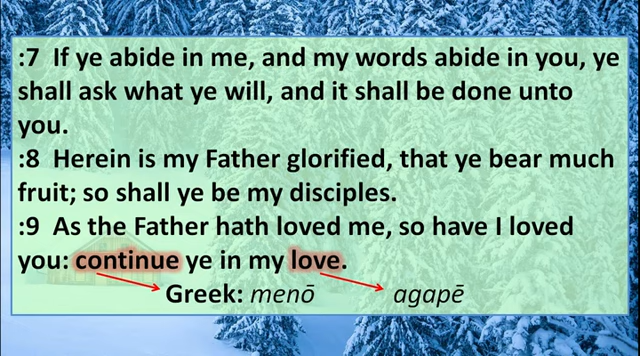 :7 If ye abide in me, and my words abide in you, ye
shall ask what ye will, and it shall be done unto
you.
:8 Herein is my Father glorified, that ye bear much
fruit; so shall ye be my disciples.
:9 As the Father hath loved me, so have I loved
you: continue ye in my love.
Greek: menō agapē